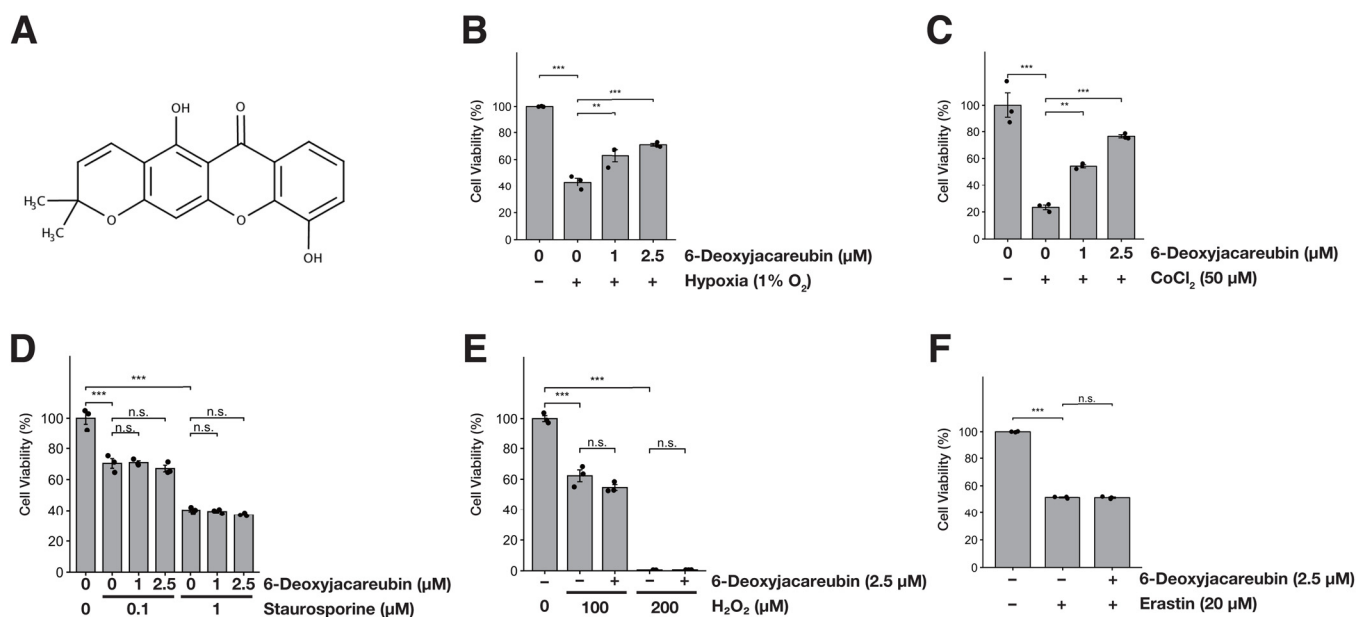 A
OH
O
H₃C
H₃C
O
O
OH
B
Cell Viability (%)
100
80
60
40
20
0
***
***
**
0 0 1 2.5 6-Deoxyjacareubin (μM)
− + + + Hypoxia (1% O₂)
C
Cell Viability (%)
100
80
60
40
20
0
***
***
**
0 0 1 2.5 6-Deoxyjacareubin (μM)
− + + + CoCl₂ (50 μM)
D
Cell Viability (%)
100
80
60
40
20
0
***
***
n.s.
n.s.
n.s.
n.s.
0 0 1 2.5 0 1 2.5 6-Deoxyjacareubin (μM)
0 0.1 1 Staurosporine (μM)
E
Cell Viability (%)
100
80
60
40
20
0
***
***
n.s.
n.s.
− − + − + 6-Deoxyjacareubin (2.5 μM)
0 100 200 H₂O₂ (μM)
F
Cell Viability (%)
100
80
60
40
20
0
***
n.s.
− − + 6-Deoxyjacareubin (2.5 μM)
− + + Erastin (20 μM)